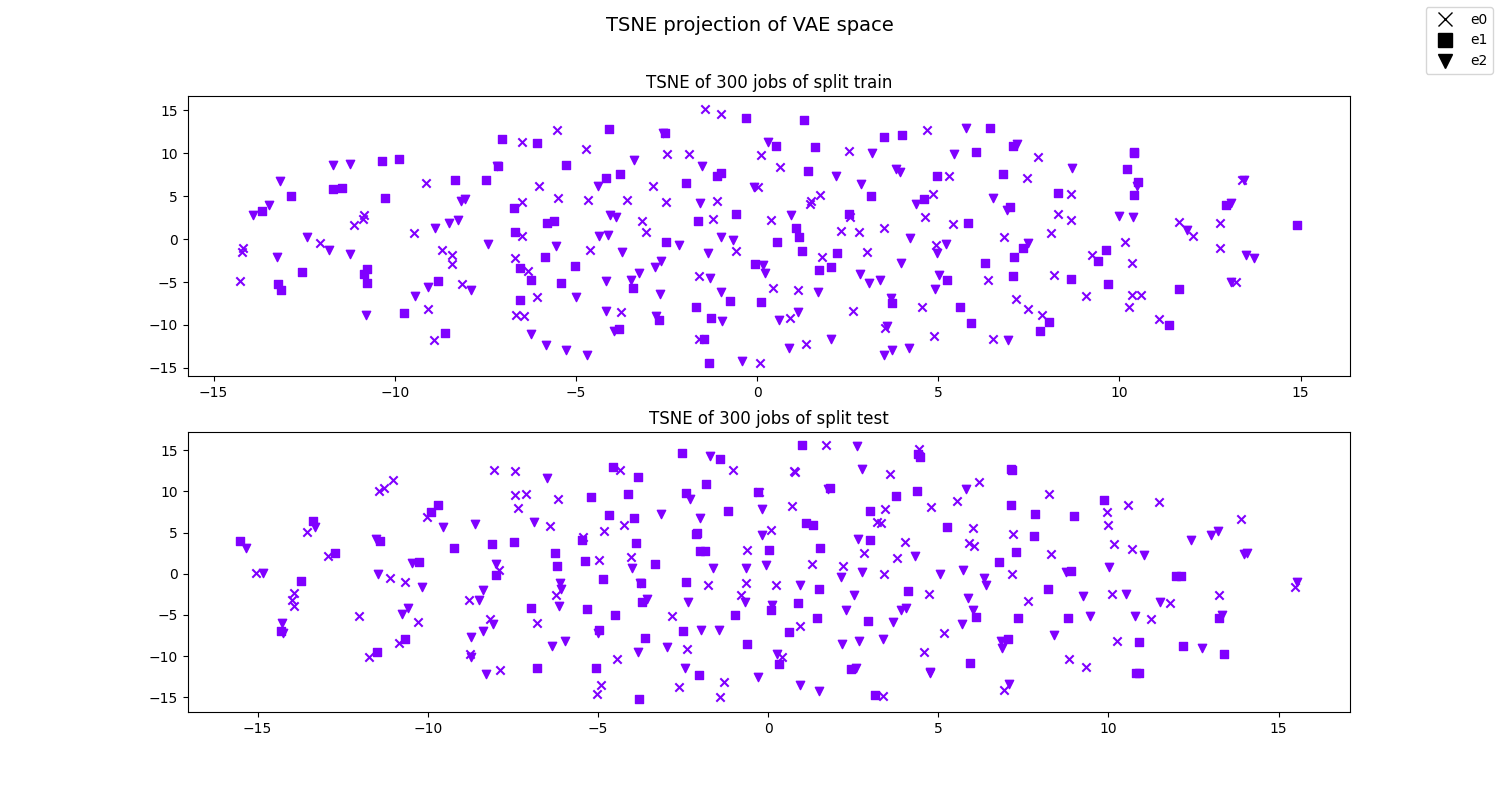 TSNE projection of VAE space
e0
e1
e2
TSNE of 300 jobs of split train
15
10
5
0
−5
−10
−15
−15 −10 −5 0 5 10 15
TSNE of 300 jobs of split test
15
10
5
0
−5
−10
−15
−15 −10 −5 0 5 10 15